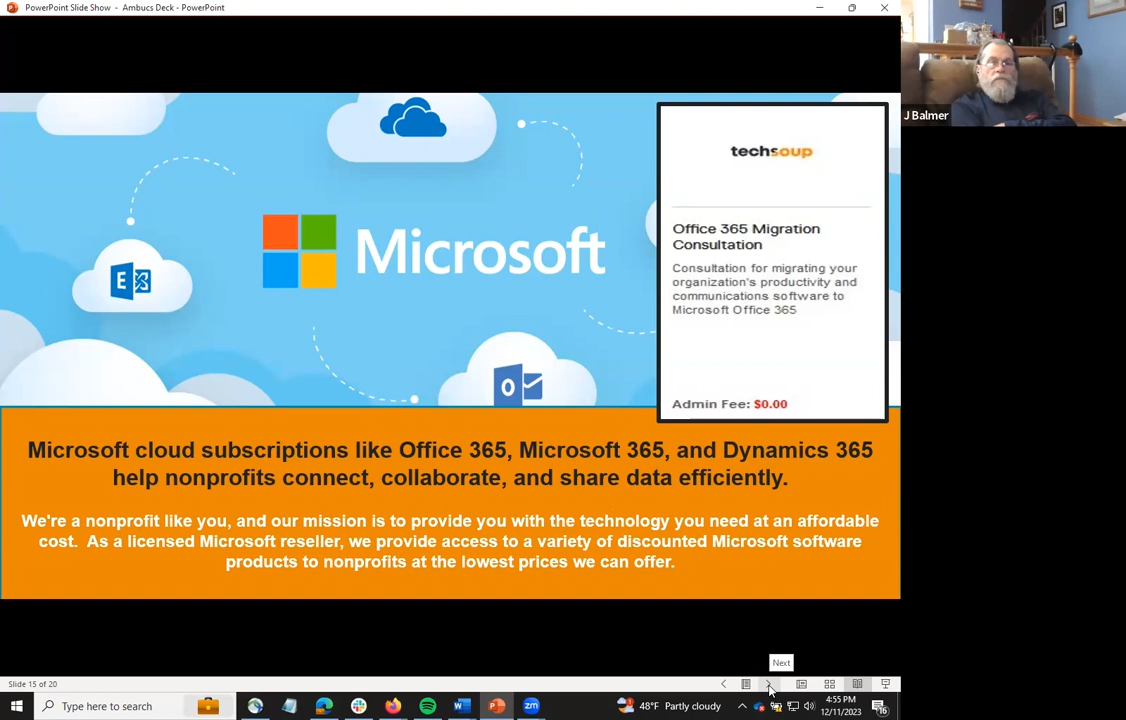 PowerPoint Slide Show - Ambucs Deck - PowerPoint
J Balmer
Microsoft
E
O
techsoup
Office 365 Migration
Consultation
Consultation for migrating your
organization's productivity and
communications software to
Microsoft Office 365
Admin Fee: $0.00
Microsoft cloud subscriptions like Office 365, Microsoft 365, and Dynamics 365
help nonprofits connect, collaborate, and share data efficiently.
We're a nonprofit like you, and our mission is to provide you with the technology you need at an affordable
cost. As a licensed Microsoft reseller, we provide access to a variety of discounted Microsoft software
products to nonprofits at the lowest prices we can offer.
Next
Slide 15 of 20
Type here to search
48°F Partly cloudy
4:55 PM
12/11/2023